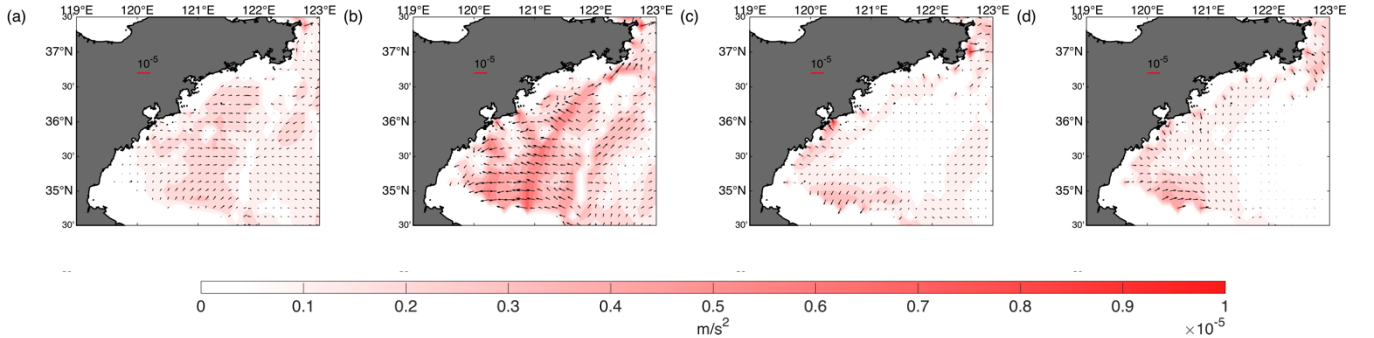 (a) 119°E 120°E 121°E 122°E 123°E
37°N
30'
36°N
30'
35°N
30'
10-5
(b) 119°E 120°E 121°E 122°E 123°E
37°N
30'
36°N
30'
35°N
30'
10-5
(c) 119°E 120°E 121°E 122°E 123°E
37°N
30'
36°N
30'
35°N
30'
10-5
(d) 119°E 120°E 121°E 122°E 123°E
37°N
30'
36°N
30'
35°N
30'
10-5
-- -- -- --
0 0.1 0.2 0.3 0.4 0.5 0.6 0.7 0.8 0.9 1
m/s2 ×10-5